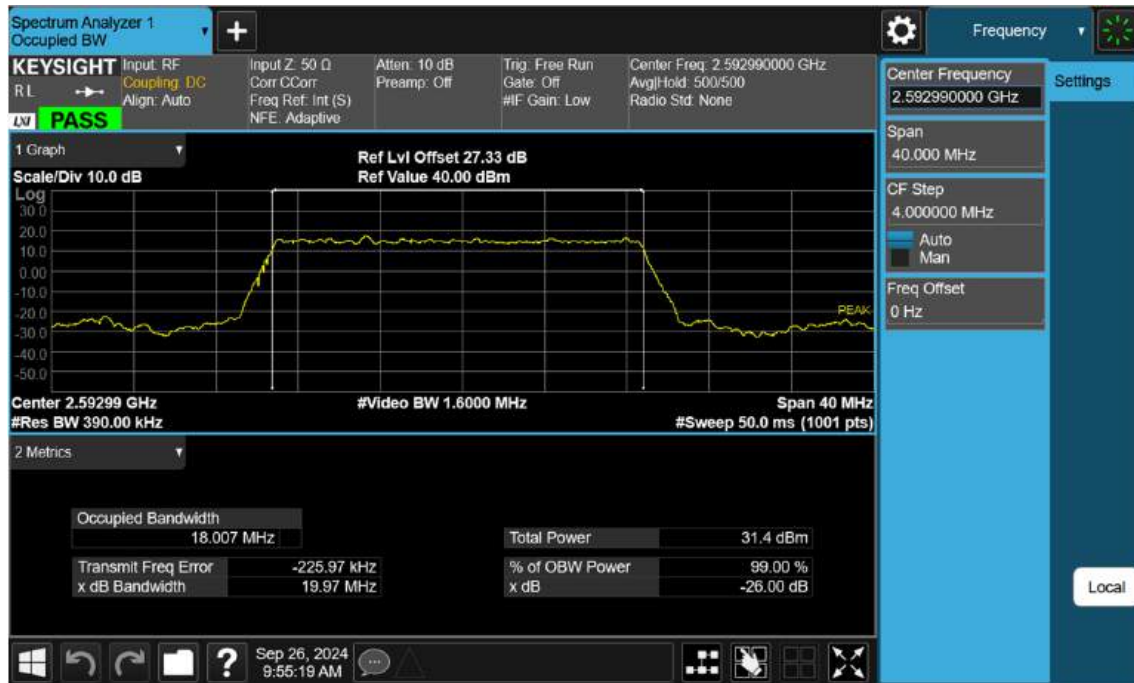 Spectrum Analyzer 1
Occupied BW
+
Frequency
KEYSIGHT
R L
LXI
PASS
Input: RF
Coupling: DC
Align: Auto
Input Z: 50 Ω
Corr CCorr
Freq Ref: Int (S)
NFE: Adaptive
Atten: 10 dB
Preamp: Off
Trig: Free Run
Gate: Off
#IF Gain: Low
Center Freq: 2.592990000 GHz
Avg|Hold: 500/500
Radio Std: None
Center Frequency
2.592990000 GHz
Settings
Span
40.000 MHz
CF Step
4.000000 MHz
Auto
Man
Freq Offset
0 Hz
Local
1 Graph
Scale/Div 10.0 dB
Ref Lvl Offset 27.33 dB
Ref Value 40.00 dBm
Log
30.0
20.0
10.0
0.00
-10.0
-20.0
-30.0
-40.0
-50.0
PEAK
Center 2.59299 GHz
#Video BW 1.6000 MHz
Span 40 MHz
#Res BW 390.00 kHz
#Sweep 50.0 ms (1001 pts)
2 Metrics
Occupied Bandwidth
18.007 MHz
Total Power 31.4 dBm
Transmit Freq Error -225.97 kHz
% of OBW Power 99.00 %
x dB Bandwidth 19.97 MHz
x dB -26.00 dB
?
Sep 26, 2024
9:55:19 AM